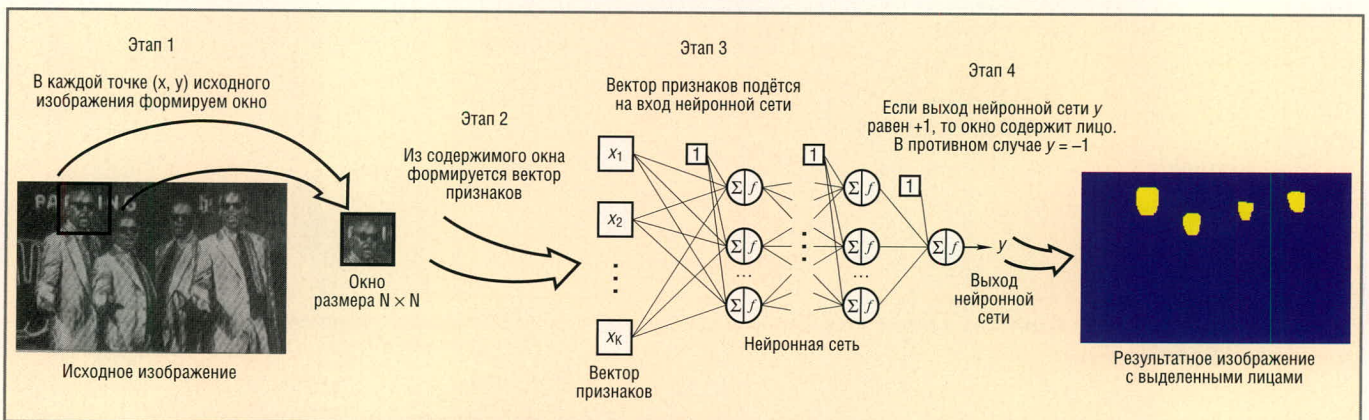 Этап 1
В каждой точке (x, y) исходного
изображения формируем окно
Исходное изображение
Окно
размера N × N
Этап 2
Из содержимого окна
формируется вектор
признаков
Этап 3
Вектор признаков подётся
на вход нейронной сети
x1
x2
xK
Вектор
признаков
1
1
1
Σ f
Σ f
Σ f
Σ f
Σ f
Σ f
Σ f
y
Нейронная сеть
Этап 4
Если выход нейронной сети y
равен +1, то окно содержит лицо.
В противном случае y = –1
Выход
нейронной
сети
Результатное изображение
с выделенными лицами